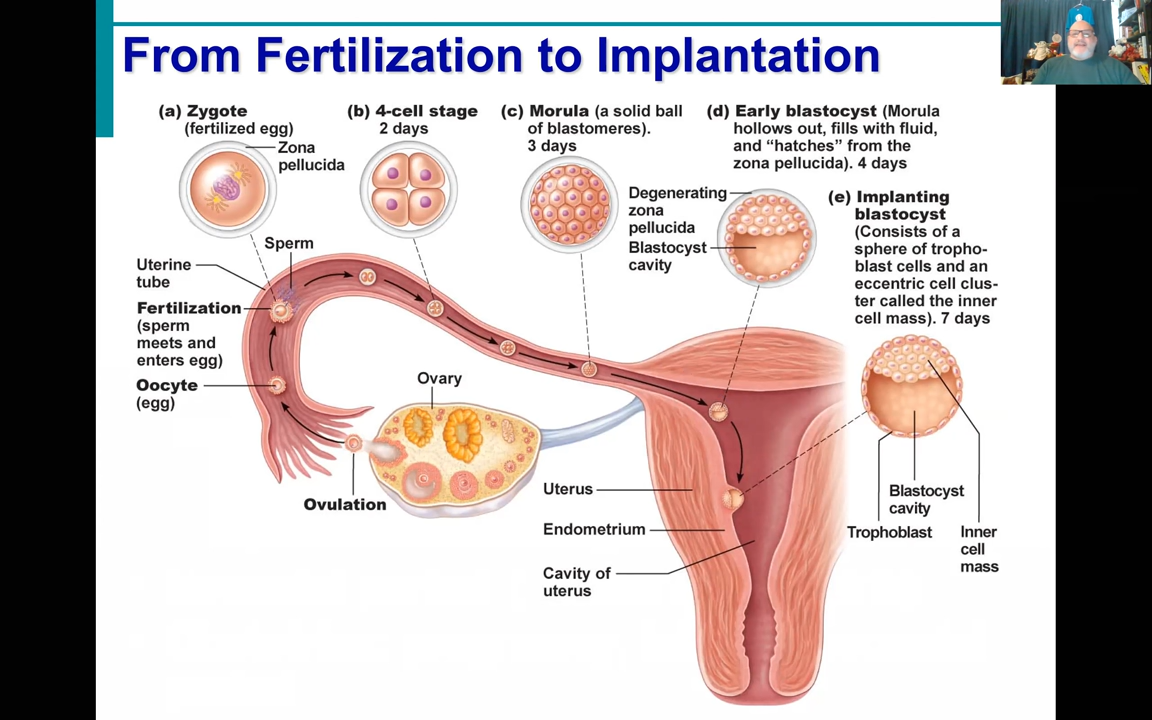 From Fertilization to Implantation
(a) Zygote
(fertilized egg)
Zona
pellucida
(b) 4-cell stage
2 days
(c) Morula (a solid ball
of blastomeres).
3 days
(d) Early blastocyst (Morula
hollows out, fills with fluid,
and “hatches” from the
zona pellucida). 4 days
Degenerating
zona
pellucida
Blastocyst
cavity
(e) Implanting
blastocyst
(Consists of a
sphere of tropho-
blast cells and an
eccentric cell clus-
ter called the inner
cell mass). 7 days
Sperm
Uterine
tube
Fertilization
(sperm
meets and
enters egg)
Oocyte
(egg)
Ovary
Ovulation
Uterus
Endometrium
Cavity of
uterus
Blastocyst
cavity
Trophoblast
Inner
cell
mass